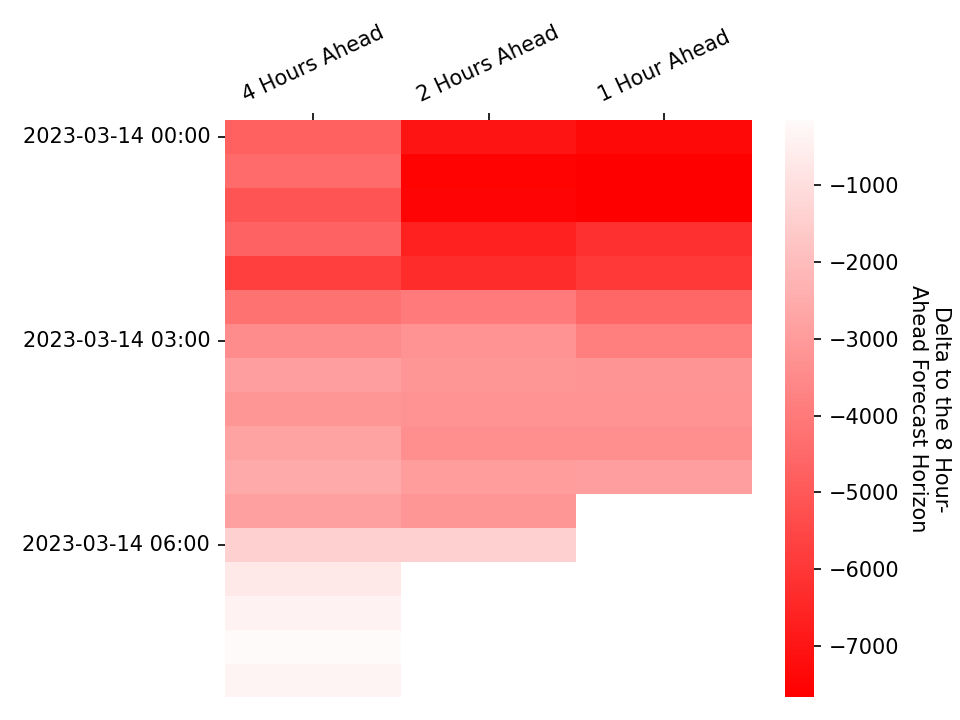 4 Hours Ahead
2 Hours Ahead
1 Hour Ahead
2023-03-14 00:00
2023-03-14 03:00
2023-03-14 06:00
−1000
−2000
−3000
−4000
−5000
−6000
−7000
Delta to the 8 Hour-
Ahead Forecast Horizon